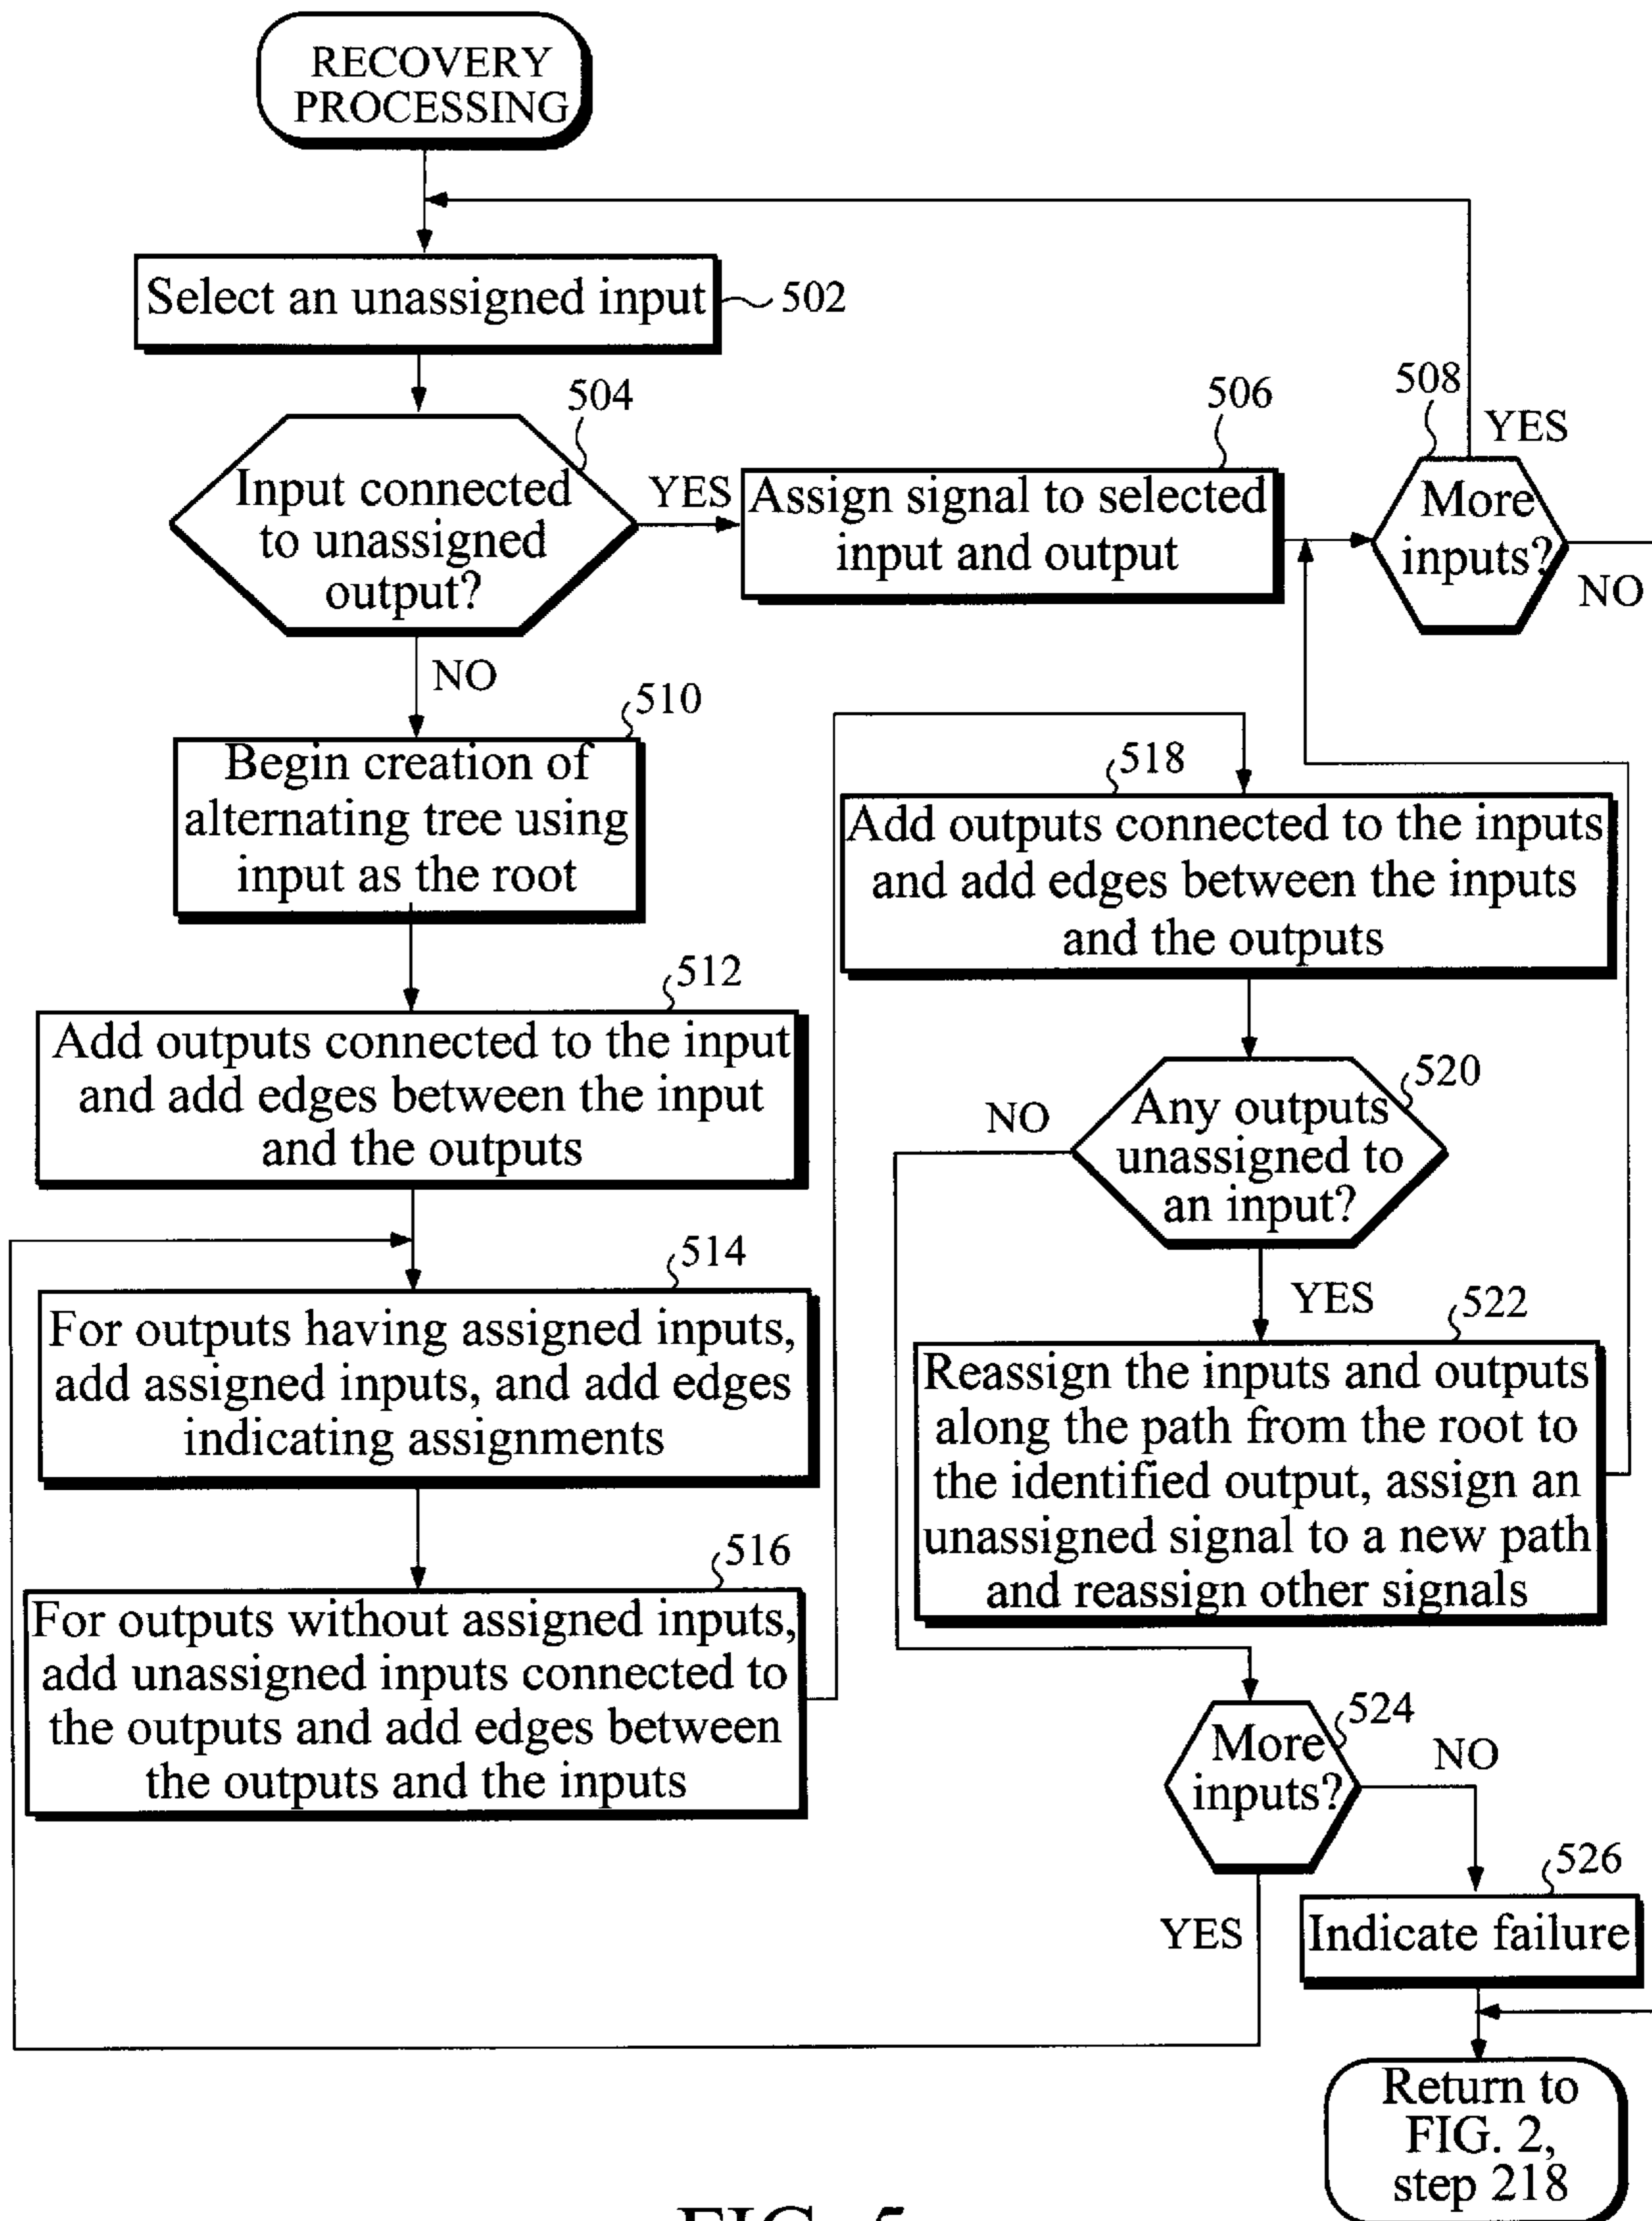 RECOVERY
PROCESSING
Select an unassigned input
502
504
Input connected
to unassigned
output?
YES
NO
506
Assign signal to selected
input and output
508
More
inputs?
YES
NO
510
Begin creation of
alternating tree using
input as the root
512
Add outputs connected to the input
and add edges between the input
and the outputs
514
For outputs having assigned inputs,
add assigned inputs, and add edges
indicating assignments
516
For outputs without assigned inputs,
add unassigned inputs connected to
the outputs and add edges between
the outputs and the inputs
518
Add outputs connected to the inputs
and add edges between the inputs
and the outputs
520
Any outputs
unassigned to
an input?
NO
YES
522
Reassign the inputs and outputs
along the path from the root to
the identified output, assign an
unassigned signal to a new path
and reassign other signals
524
More
inputs?
NO
YES
526
Indicate failure
Return to
FIG. 2,
step 218
FIG. 5